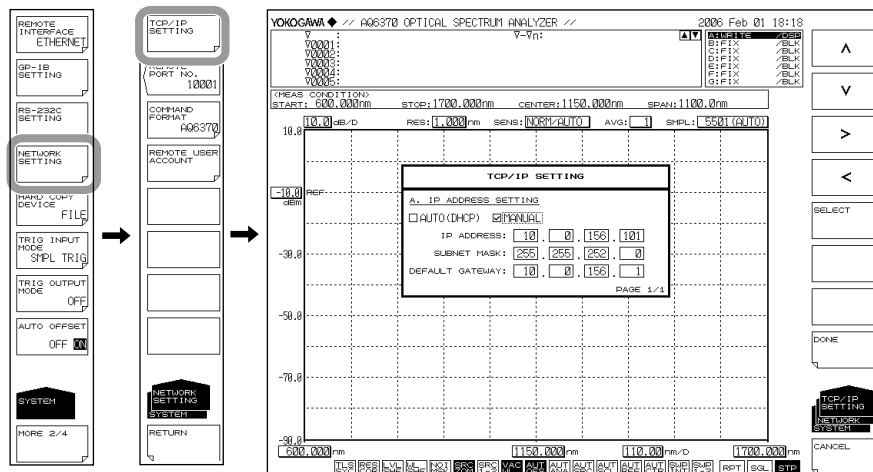 REMOTE
INTERFACE
ETHERNET
GP-IB
SETTING
RS-232C
SETTING
NETWORK
SETTING
HARD COPY
DEVICE
FILE
TRIG INPUT
MODE
SMPL TRIG
TRIG OUTPUT
MODE
OFF
AUTO OFFSET
OFF ON
SYSTEM
MORE 2/4
TCP/IP
SETTING
REMOTE
PORT NO.
10001
COMMAND
FORMAT
AQ6370
REMOTE USER
ACCOUNT
NETWORK
SETTING
SYSTEM
RETURN
YOKOGAWA ◆ // AQ6370 OPTICAL SPECTRUM ANALYZER // 2006 Feb 01 18:18
∇ : ∇-∇n:
∇0001:
∇0002:
∇0003:
∇0004:
∇0005:
▲▼ A:WRITE /DSP
B:FIX /BLK
C:FIX /BLK
D:FIX /BLK
E:FIX /BLK
F:FIX /BLK
G:FIX /BLK
<MEAS CONDITION>
START: 600.000nm STOP:1700.000nm CENTER:1150.000nm SPAN:1100.0nm
10.0 dB/D RES: 1.000 nm SENS: NORM/AUTO AVG: 1 SMPL: 5501(AUTO)
10.0
-10.0 REF
dBm
-30.0
-50.0
-70.0
-90.0
TCP/IP SETTING
A. IP ADDRESS SETTING
AUTO(DHCP) MANUAL
IP ADDRESS: 10 . 0 . 156 . 101
SUBNET MASK: 255 . 255 . 252 . 0
DEFAULT GATEWAY: 10 . 0 . 156 . 1
PAGE 1/1
600.000 nm 1150.000 nm 110.00 nm/D 1700.000 nm
RPT SGL STP
∧
∨
>
<
SELECT
DONE
TCP/IP
SETTING
NETWORK
SYSTEM
CANCEL